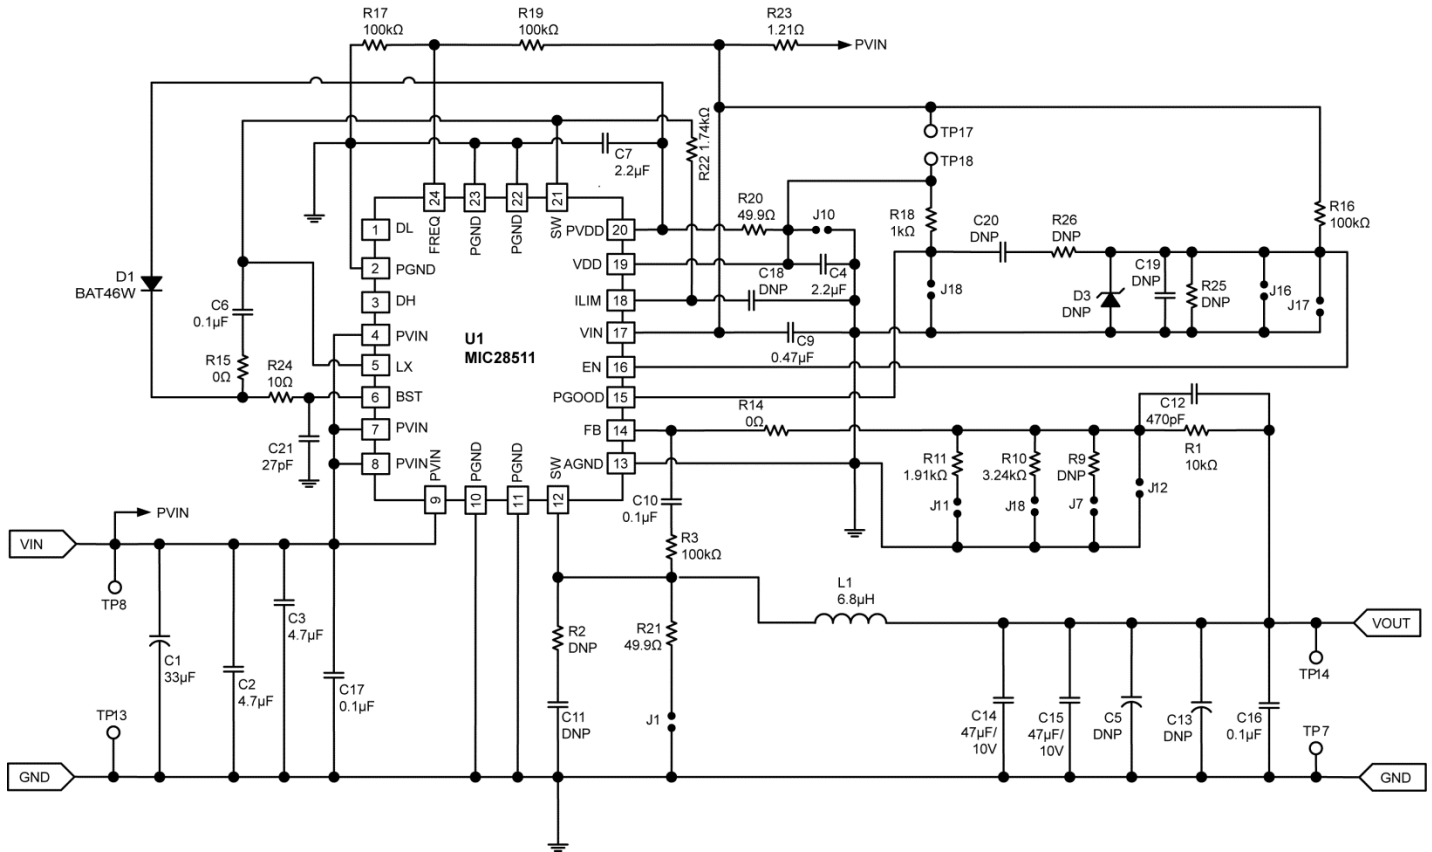 R17
100kΩ
R19
100kΩ
R23
1.21Ω
PVIN
R22 1.74kΩ
TP17
TP18
C7
2.2µF
R20
49.9Ω
J10
R18
1kΩ
C20
DNP
R26
DNP
R16
100kΩ
24
23
22
21
FREQ
PGND
PGND
SW
1
DL
2
PGND
3
DH
4
PVIN
5
LX
6
BST
7
PVIN
8
PVIN
PVDD
20
VDD
19
ILIM
18
VIN
17
EN
16
PGOOD
15
FB
14
AGND
13
U1
MIC28511
PVIN
PGND
PGND
SW
9
10
11
12
D1
BAT46W
C6
0.1µF
R15
0Ω
R24
10Ω
C21
27pF
C18
DNP
C4
2.2µF
C9
0.47µF
J18
D3
DNP
C19
DNP
R25
DNP
J16
J17
R14
0Ω
C12
470pF
R1
10kΩ
R11
1.91kΩ
R10
3.24kΩ
R9
DNP
J11
J18
J7
J12
C10
0.1µF
R3
100kΩ
PVIN
VIN
TP8
C1
33µF
C2
4.7µF
C3
4.7µF
C17
0.1µF
R2
DNP
R21
49.9Ω
C11
DNP
J1
L1
6.8µH
VOUT
TP14
C14
47µF/
10V
C15
47µF/
10V
C5
DNP
C13
DNP
C16
0.1µF
TP7
TP13
GND
GND